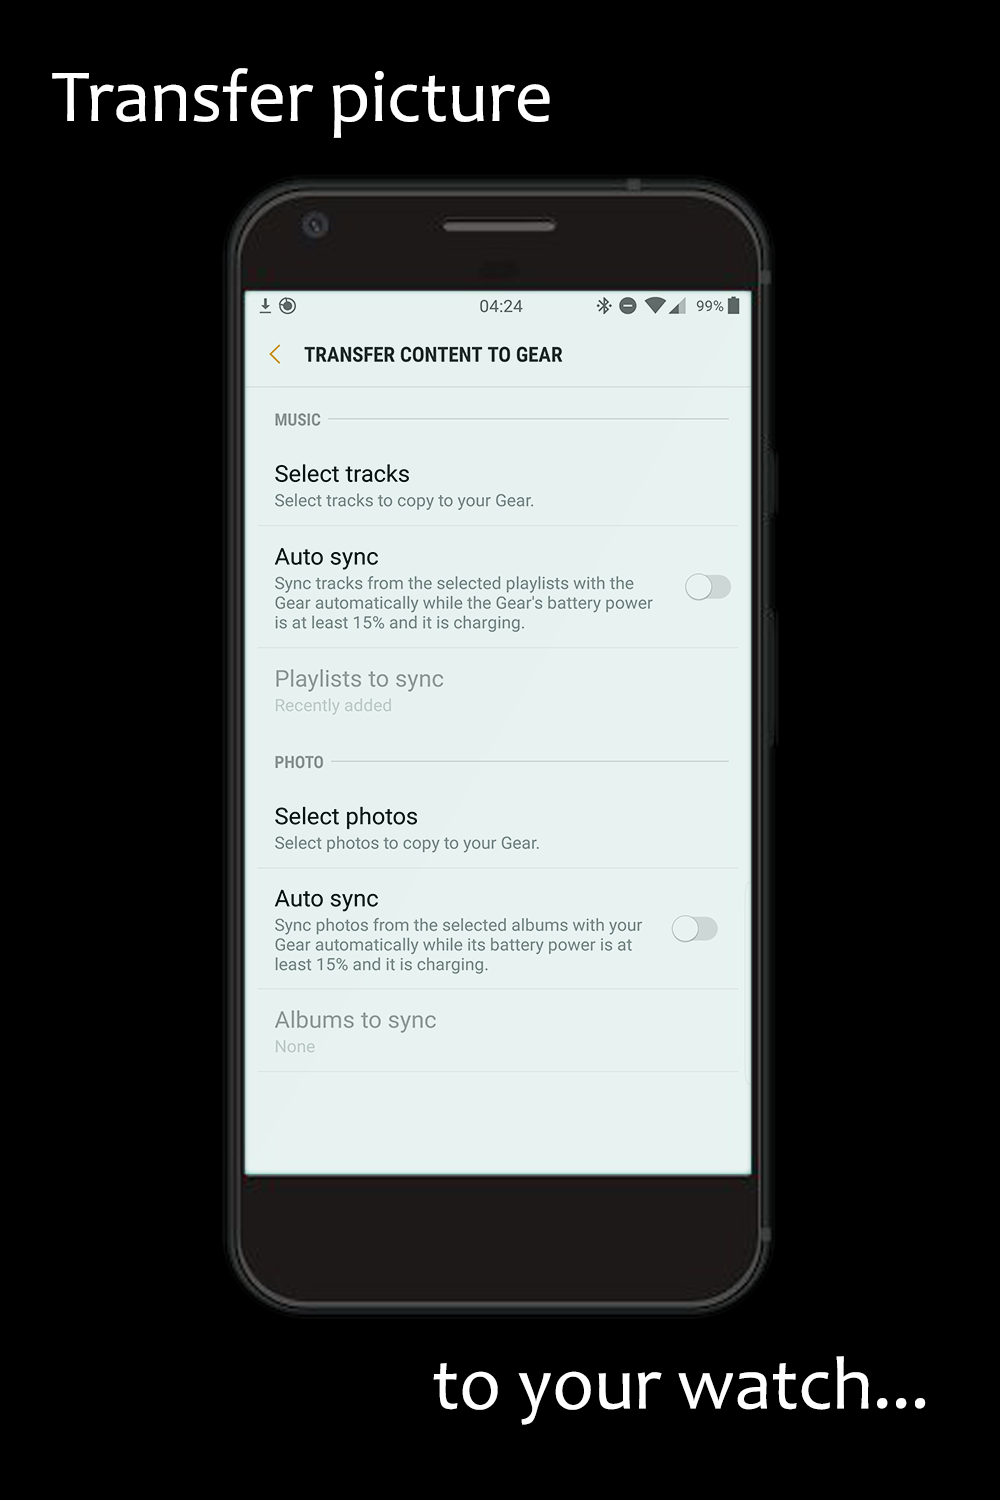 Transfer picture
04:24
99%
TRANSFER CONTENT TO GEAR
MUSIC
Select tracks
Select tracks to copy to your Gear.
Auto sync
Sync tracks from the selected playlists with the
Gear automatically while the Gear's battery power
is at least 15% and it is charging.
Playlists to sync
Recently added
PHOTO
Select photos
Select photos to copy to your Gear.
Auto sync
Sync photos from the selected albums with your
Gear automatically while its battery power is at
least 15% and it is charging.
Albums to sync
None
to your watch...